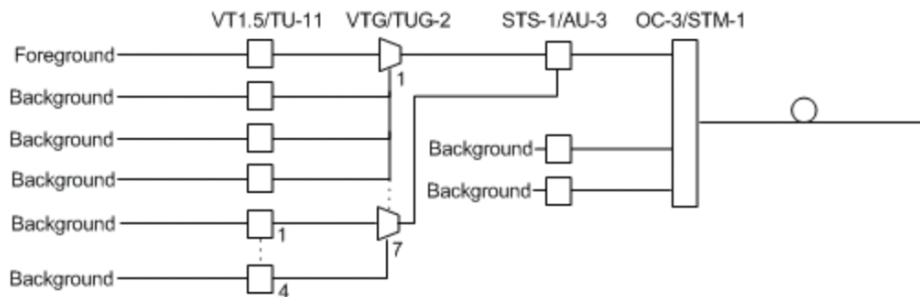 VT1.5/TU-11 VTG/TUG-2 STS-1/AU-3 OC-3/STM-1
Foreground
1
Background
Background
Background
Background
Background
Background
1
7
Background
4